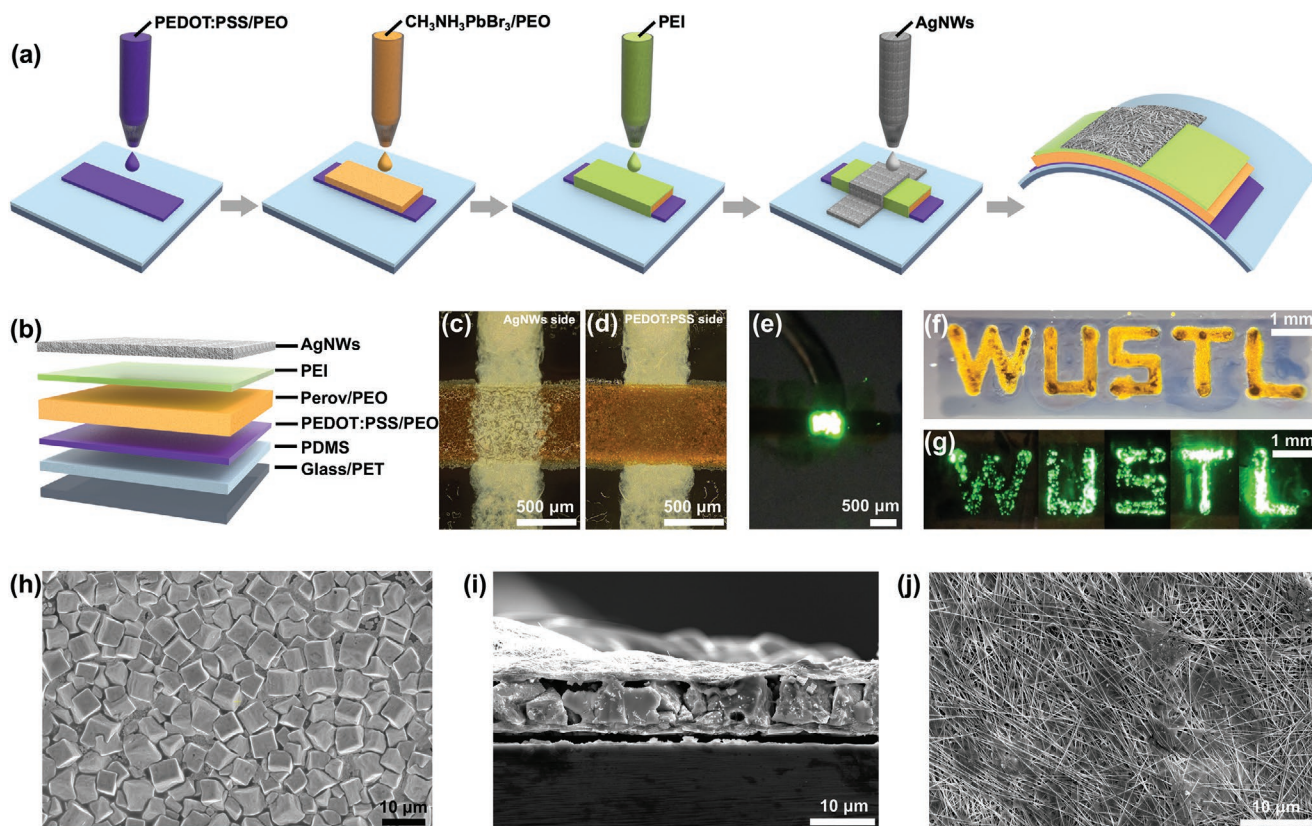 (a)
PEDOT:PSS/PEO
CH₃NH₃PbBr₃/PEO
PEI
AgNWs
(b)
AgNWs
PEI
Perov/PEO
PEDOT:PSS/PEO
PDMS
Glass/PET
(c)
AgNWs side
500 µm
(d)
PEDOT:PSS side
500 µm
(e)
500 µm
(f)
WUSTL
1 mm
(g)
WUSTL
1 mm
(h)
10 µm
(i)
10 µm
(j)
10 µm